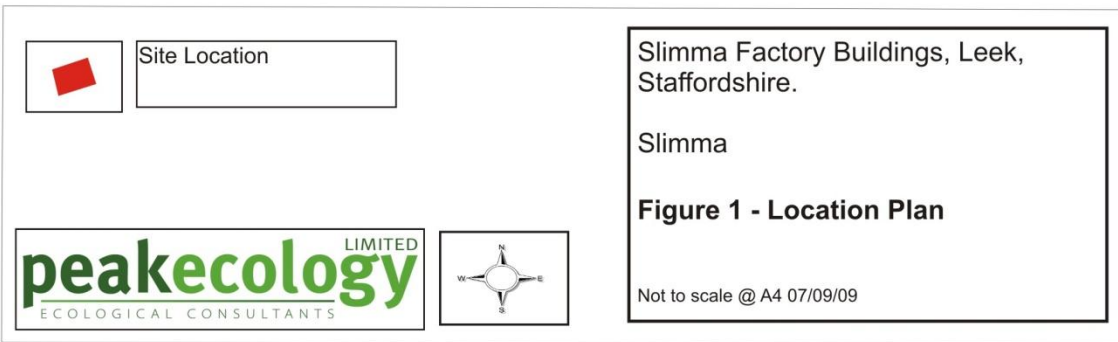 Site Location
Slimma Factory Buildings, Leek,
Staffordshire.
Slimma
Figure 1 - Location Plan
Not to scale @ A4 07/09/09
peakecology LIMITED
ECOLOGICAL CONSULTANTS
N
W E
S